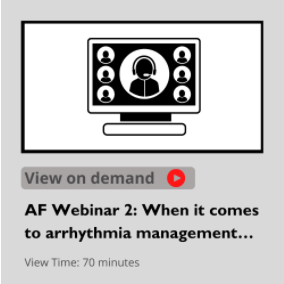 View on demand
AF Webinar 2: When it comes
to arrhythmia management...
View Time: 70 minutes